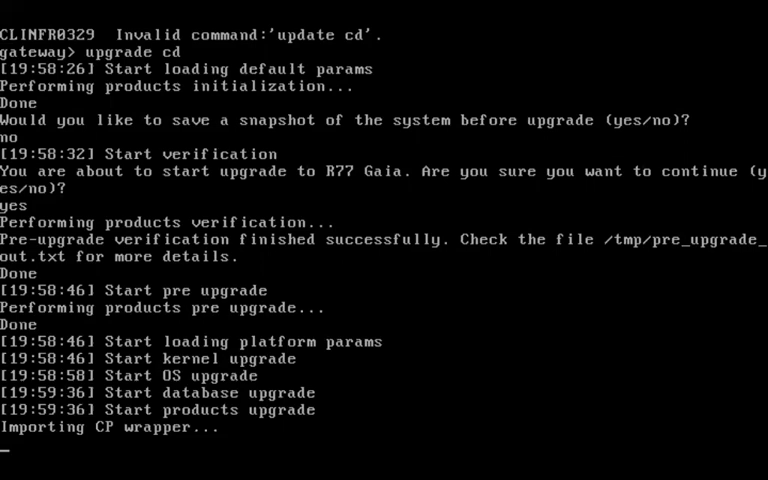 CLINFR0329  Invalid command:'update cd'.
gateway> upgrade cd
[19:58:26] Start loading default params
Performing products initialization...
Done
Would you like to save a snapshot of the system before upgrade (yes/no)?
no
[19:58:32] Start verification
You are about to start upgrade to R77 Gaia. Are you sure you want to continue (y
es/no)?
yes
Performing products verification...
Pre-upgrade verification finished successfully. Check the file /tmp/pre_upgrade_
out.txt for more details.
Done
[19:58:46] Start pre upgrade
Performing products pre upgrade...
Done
[19:58:46] Start loading platform params
[19:58:46] Start kernel upgrade
[19:58:58] Start OS upgrade
[19:59:36] Start database upgrade
[19:59:36] Start products upgrade
Importing CP wrapper...